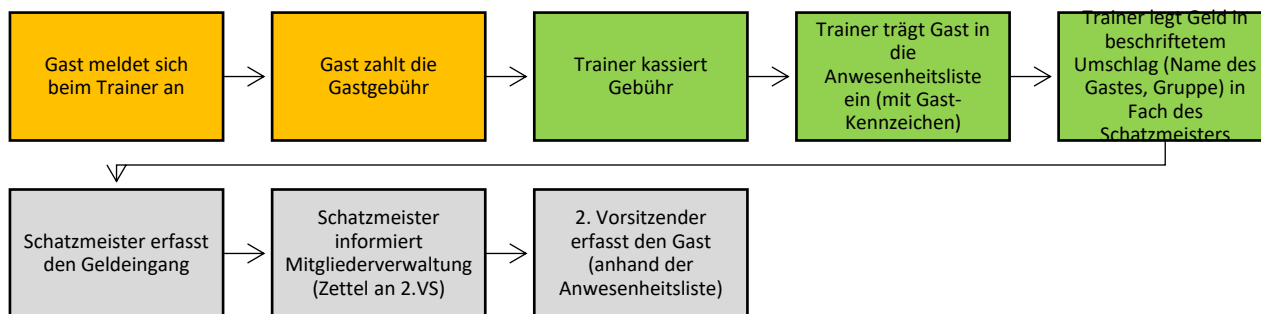 Gast meldet sich
beim Trainer an
Gast zahlt die
Gastgebühr
Trainer kassiert
Gebühr
Trainer trägt Gast in
die
Anwesenheitsliste
ein (mit Gast-
Kennzeichen)
Trainer legt Geld in
beschriftetem
Umschlag (Name des
Gastes, Gruppe) in
Fach des
Schatzmeisters
Schatzmeister erfasst
den Geldeingang
Schatzmeister
informiert
Mitgliederverwaltung
(Zettel an 2.VS)
2. Vorsitzender
erfasst den Gast
(anhand der
Anwesenheitsliste)